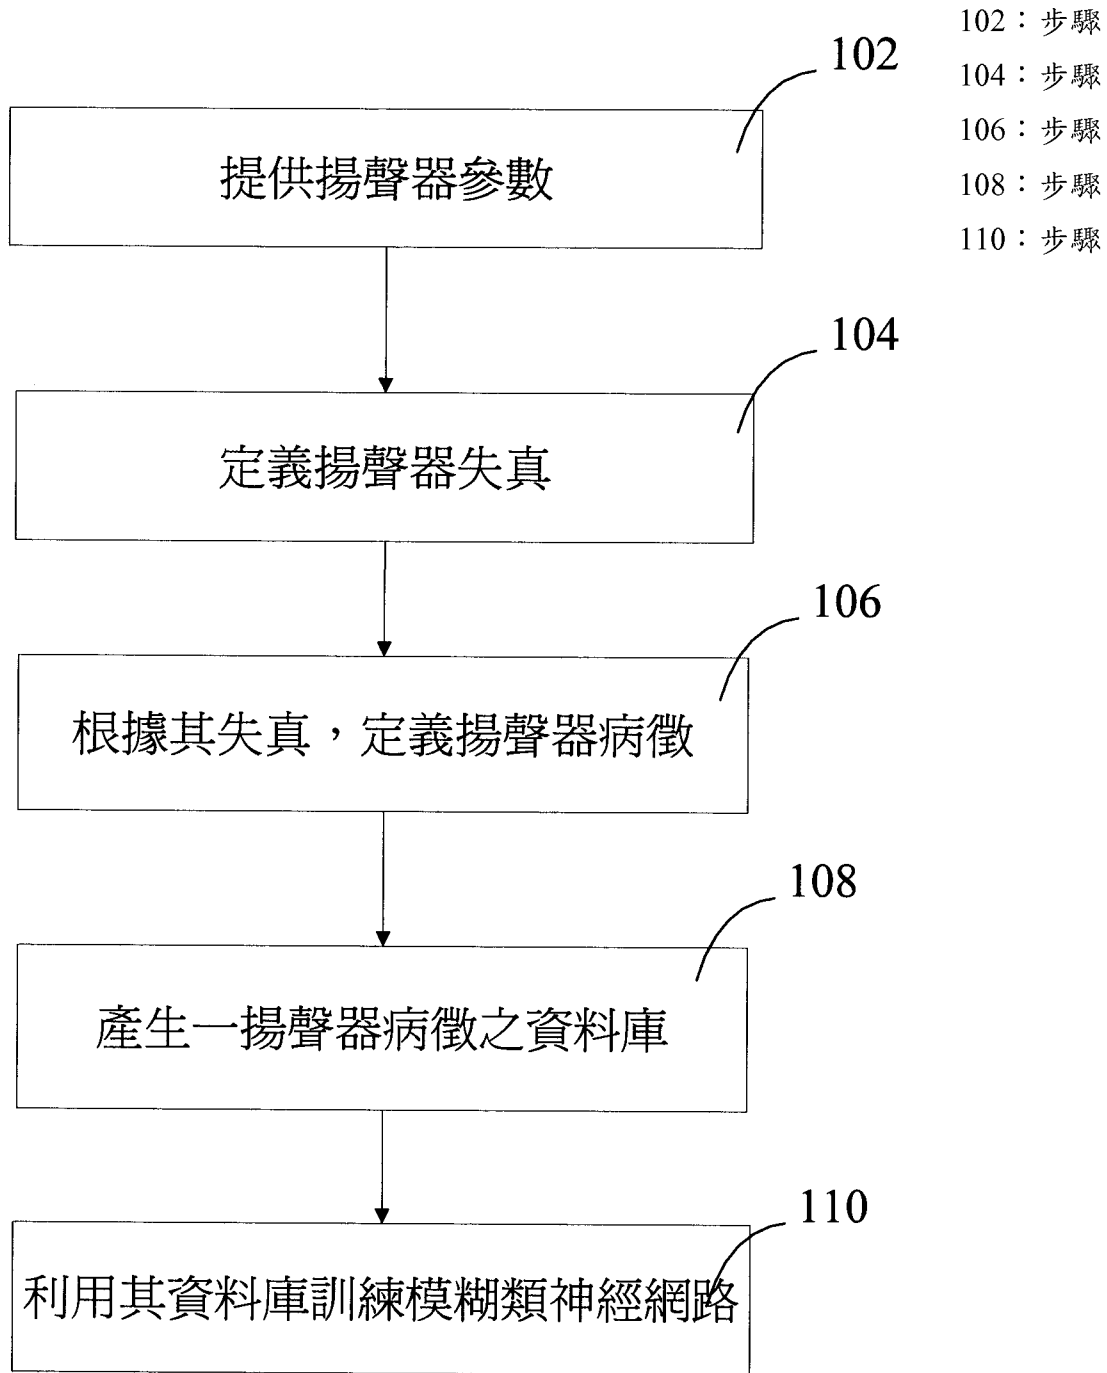 102：步驟
104：步驟
106：步驟
108：步驟
110：步驟
102
提供揚聲器參數
104
定義揚聲器失真
106
根據其失真，定義揚聲器病徵
108
產生一揚聲器病徵之資料庫
110
利用其資料庫訓練模糊類神經網路